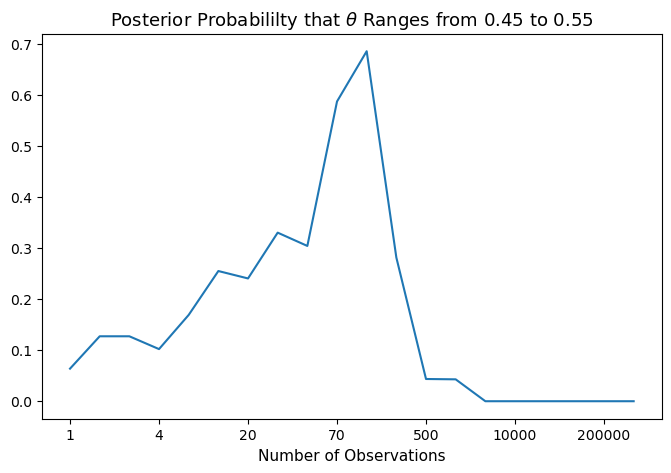 Posterior Probabililty that θ Ranges from 0.45 to 0.55
0.7
0.6
0.5
0.4
0.3
0.2
0.1
0.0
1 4 20 70 500 10000 200000
Number of Observations